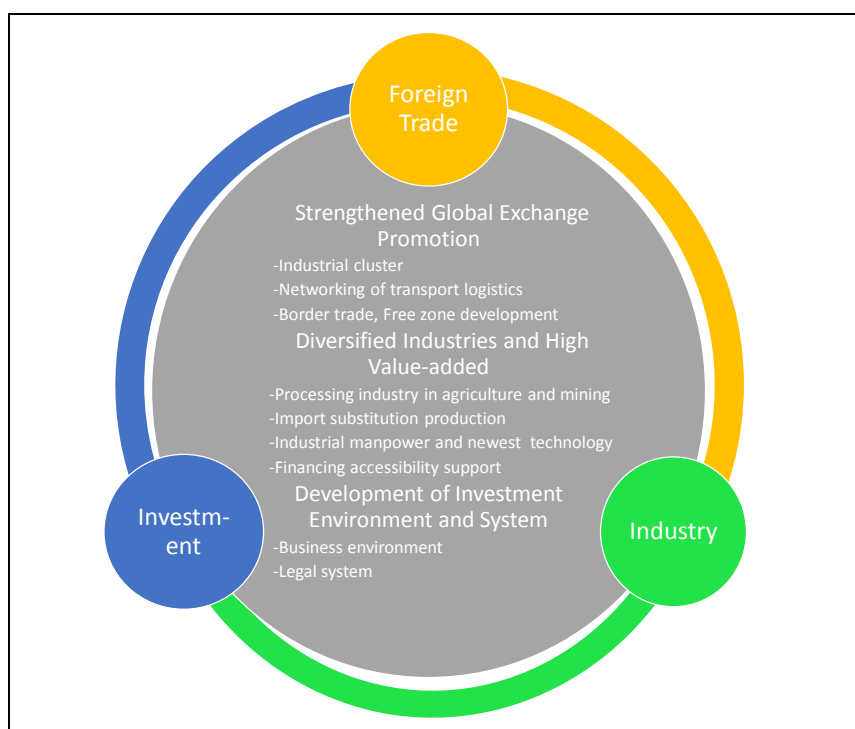 Foreign
Trade
Strengthened Global Exchange
Promotion
-Industrial cluster
-Networking of transport logistics
-Border trade, Free zone development
Diversified Industries and High
Value-added
-Processing industry in agriculture and mining
-Import substitution production
-Industrial manpower and newest technology
-Financing accessibility support
Development of Investment
Environment and System
-Business environment
-Legal system
Investm-
ent
Industry